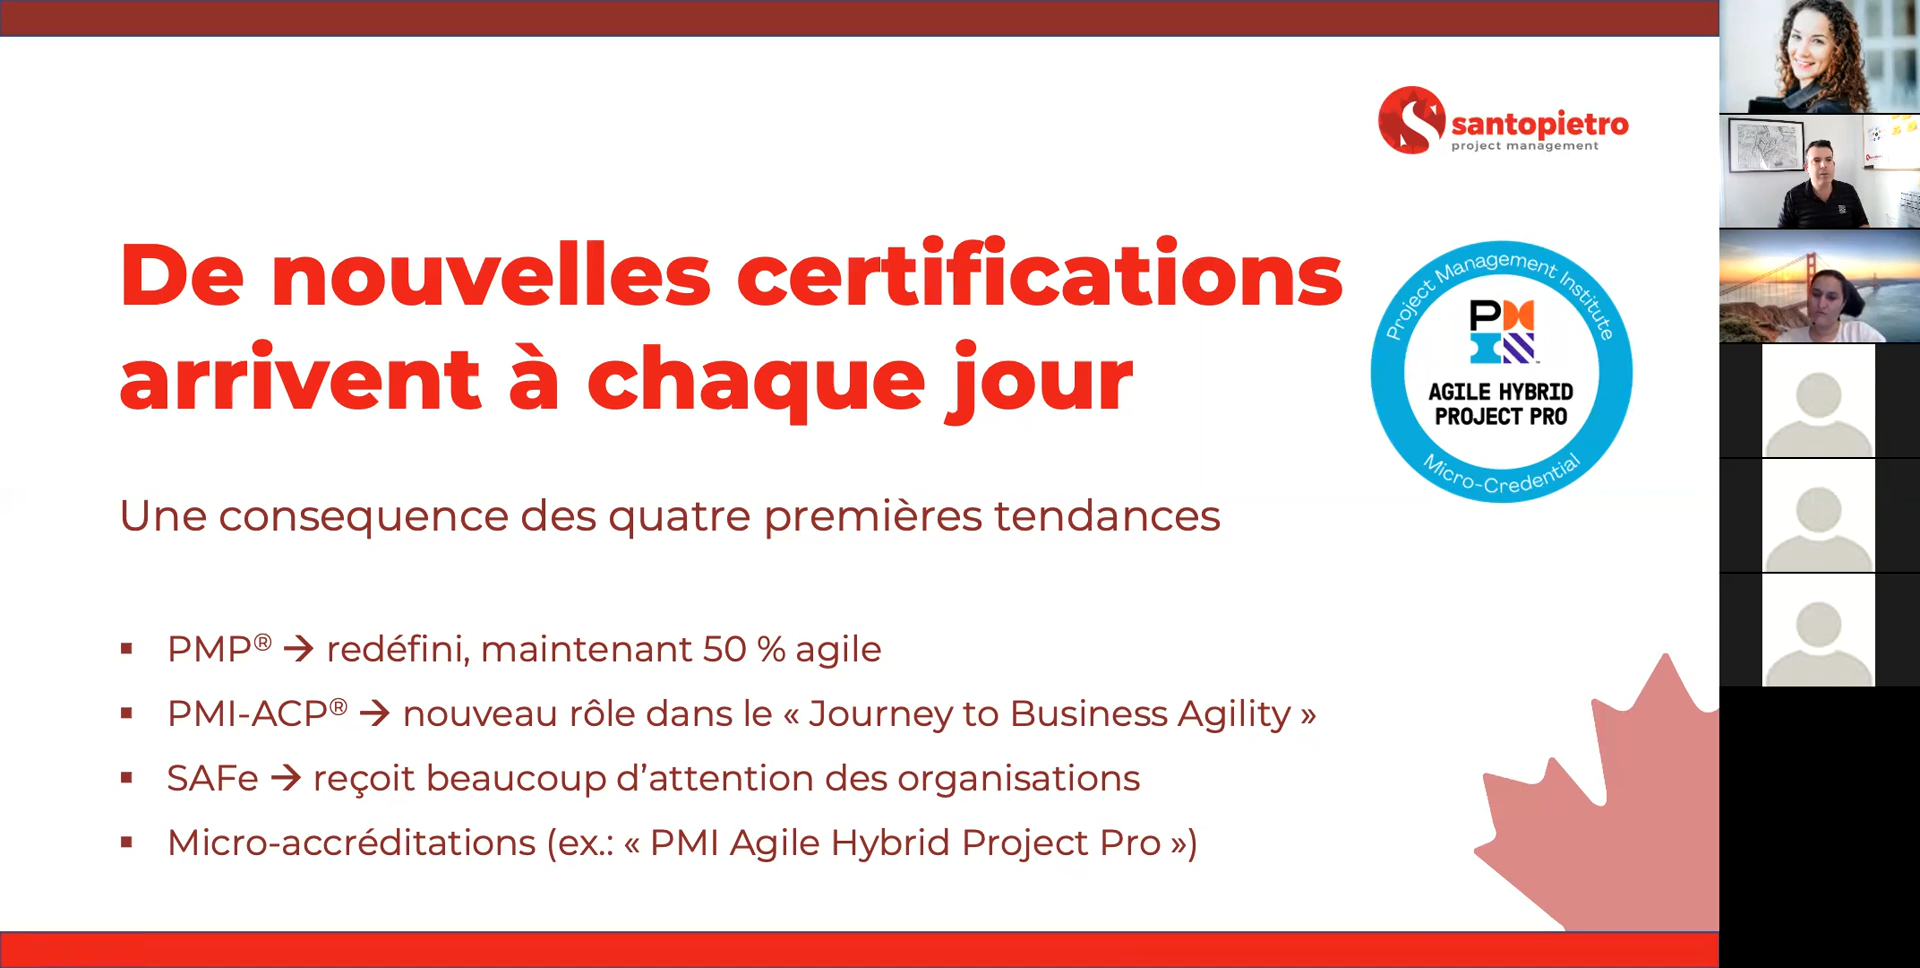 santopietro
project management
De nouvelles certifications
arrivent à chaque jour
Project Management Institute
PM
AGILE HYBRID
PROJECT PRO
Micro-Credential
Une consequence des quatre premières tendances
▪ PMP® → redéfini, maintenant 50 % agile
▪ PMI-ACP® → nouveau rôle dans le « Journey to Business Agility »
▪ SAFe → reçoit beaucoup d’attention des organisations
▪ Micro-accréditations (ex.: « PMI Agile Hybrid Project Pro »)